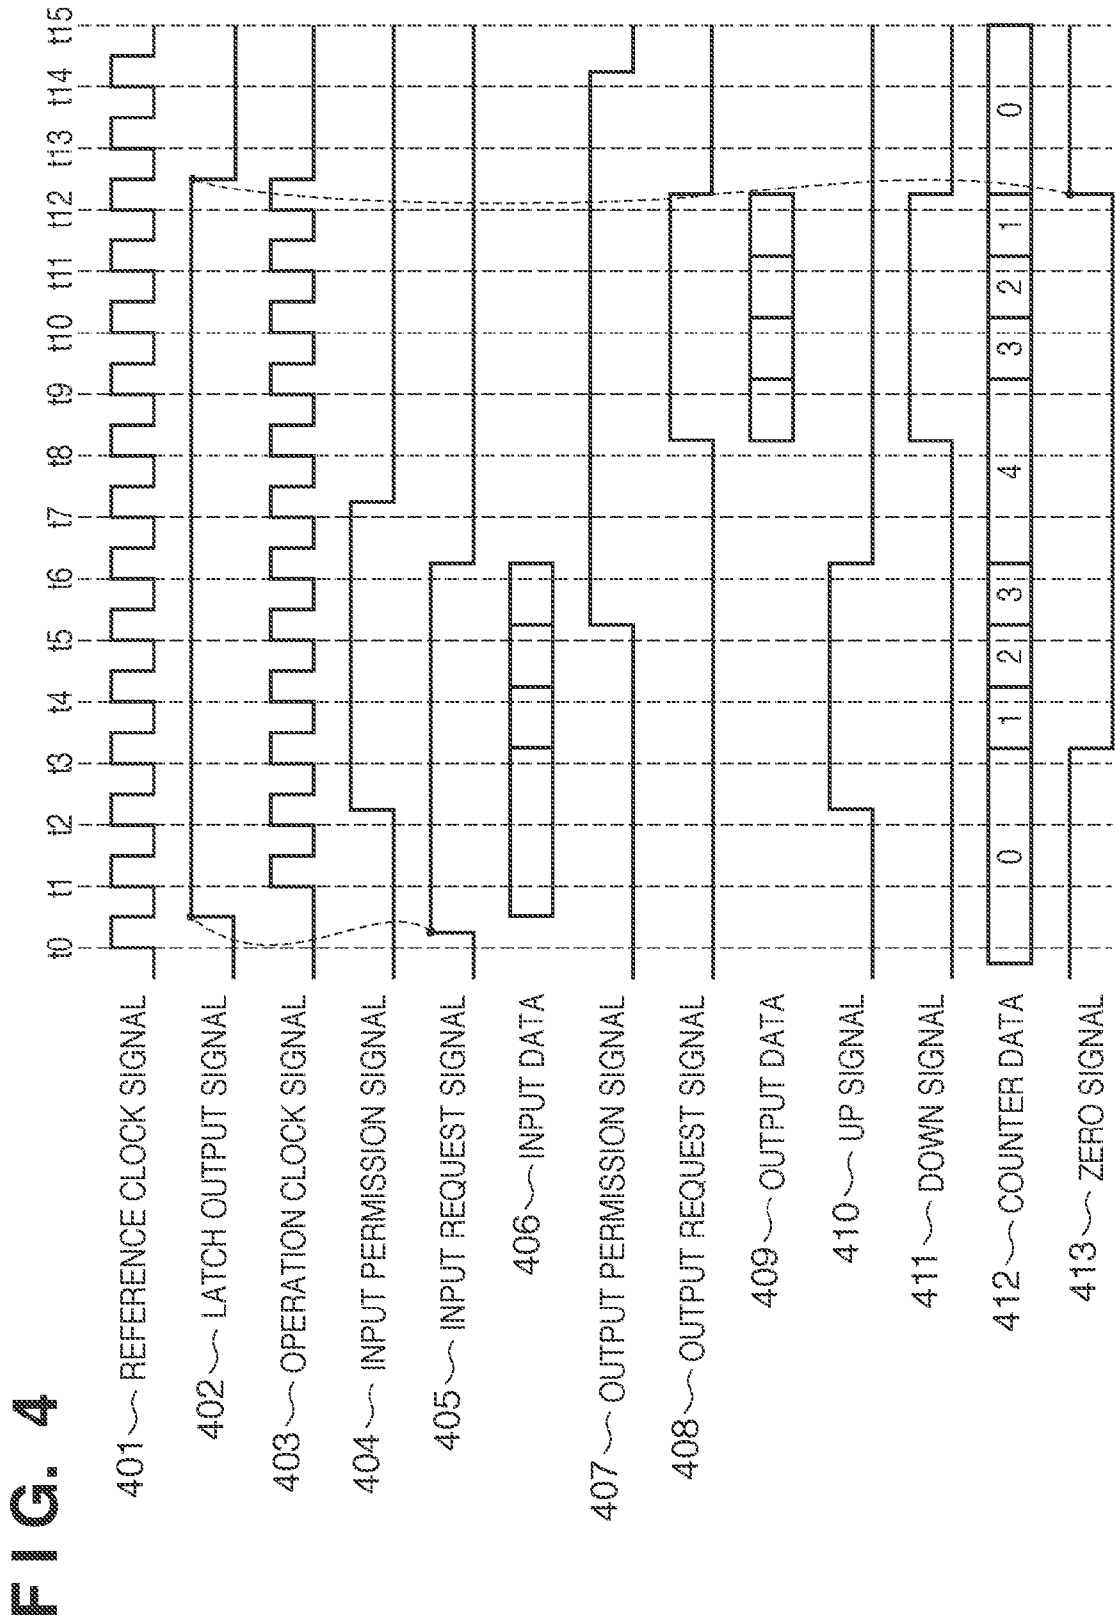 FIG. 4
t0 t1 t2 t3 t4 t5 t6 t7 t8 t9 t10 t11 t12 t13 t14 t15
401 REFERENCE CLOCK SIGNAL
402 LATCH OUTPUT SIGNAL
403 OPERATION CLOCK SIGNAL
404 INPUT PERMISSION SIGNAL
405 INPUT REQUEST SIGNAL
406 INPUT DATA
407 OUTPUT PERMISSION SIGNAL
408 OUTPUT REQUEST SIGNAL
409 OUTPUT DATA
410 UP SIGNAL
411 DOWN SIGNAL
412 COUNTER DATA 0 1 2 3 4 3 2 1 0
413 ZERO SIGNAL